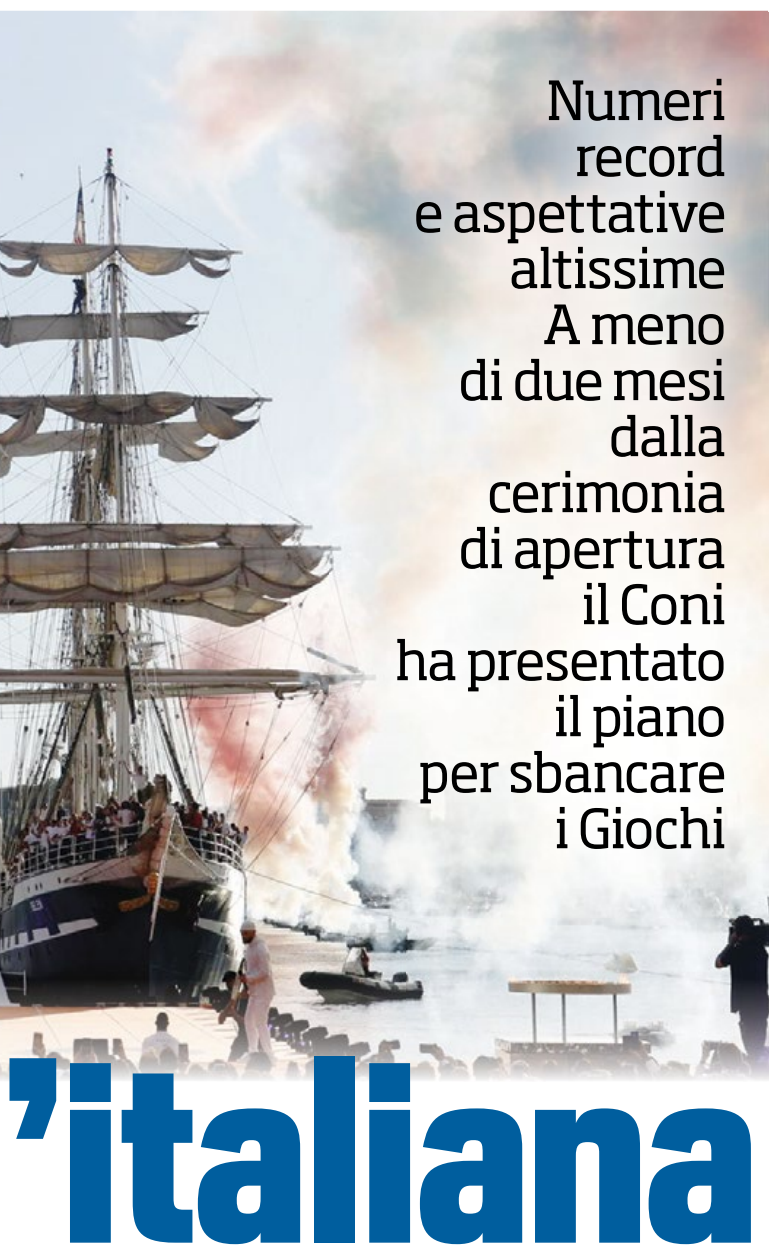 Numeri
record
e aspettative
altissime
A meno
di due mesi
dalla
cerimonia
di apertura
il Coni
ha presentato
il piano
per sbancare
i Giochi
’italiana